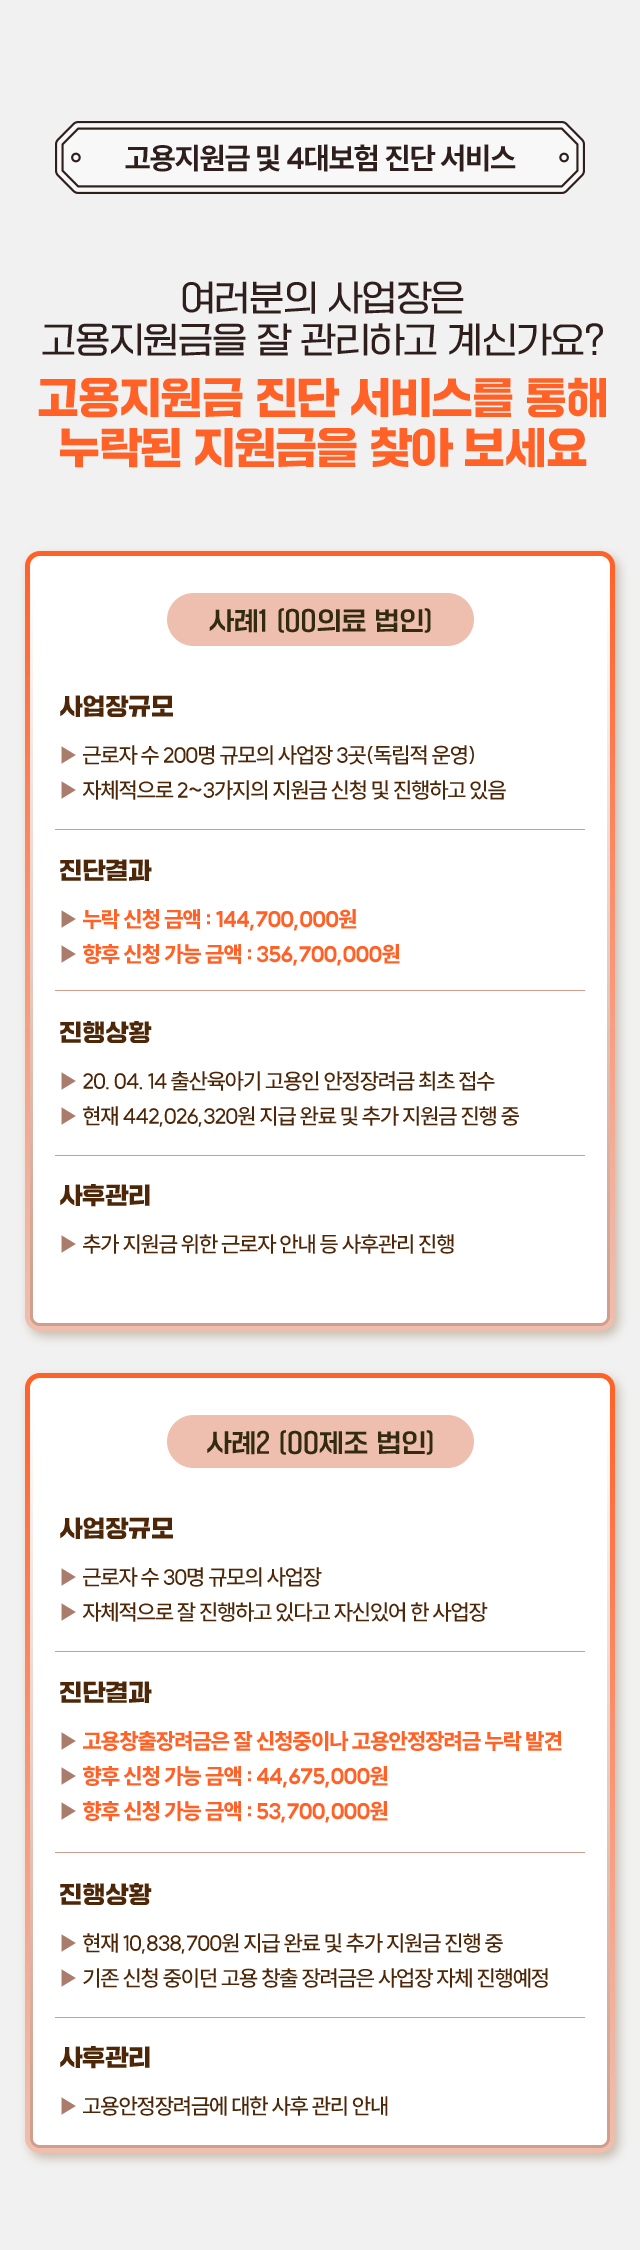 고용지원금 및 4대보험 진단 서비스
여러분의 사업장은
고용지원금을 잘 관리하고 계신가요?
고용지원금 진단 서비스를 통해
누락된 지원금을 찾아 보세요
사례1 (00의료 법인)
사업장규모
▶ 근로자 수 200명 규모의 사업장 3곳(독립적 운영)
▶ 자체적으로 2~3가지의 지원금 신청 및 진행하고 있음
진단결과
▶ 누락 신청 금액 : 144,700,000원
▶ 향후 신청 가능 금액 : 356,700,000원
진행상황
▶ 20. 04. 14 출산육아기 고용인 안정장려금 최초 접수
▶ 현재 442,026,320원 지급 완료 및 추가 지원금 진행 중
사후관리
▶ 추가 지원금 위한 근로자 안내 등 사후관리 진행
사례2 (00제조 법인)
사업장규모
▶ 근로자 수 30명 규모의 사업장
▶ 자체적으로 잘 진행하고 있다고 자신있어 한 사업장
진단결과
▶ 고용창출장려금은 잘 신청중이나 고용안정장려금 누락 발견
▶ 향후 신청 가능 금액 : 44,675,000원
▶ 향후 신청 가능 금액 : 53,700,000원
진행상황
▶ 현재 10,838,700원 지급 완료 및 추가 지원금 진행 중
▶ 기존 신청 중이던 고용 창출 장려금은 사업장 자체 진행예정
사후관리
▶ 고용안정장려금에 대한 사후 관리 안내